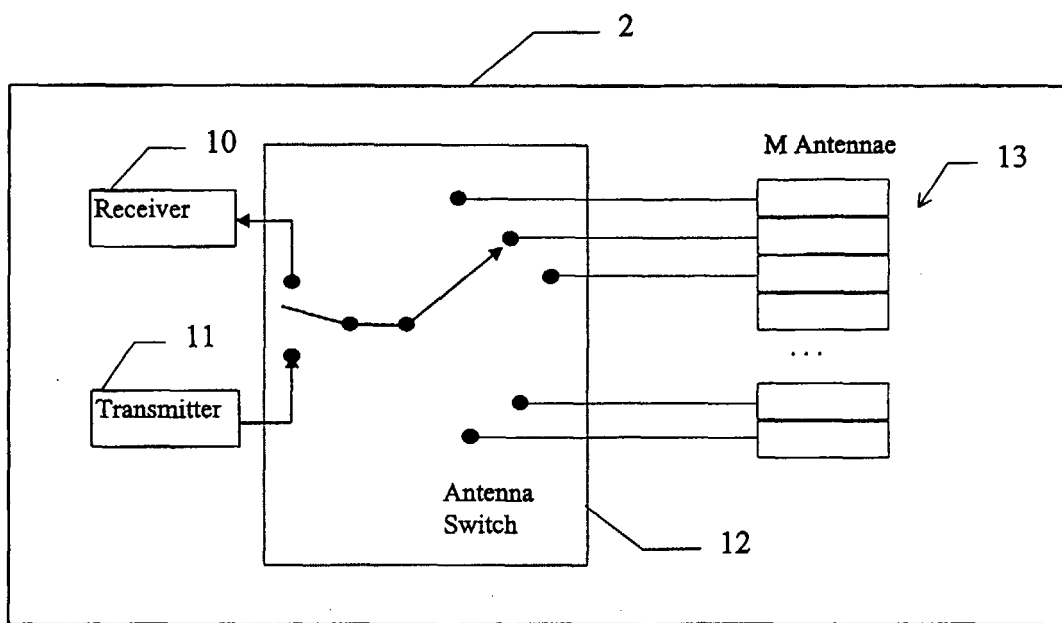 2
10
M Antennae
13
Receiver
11
. . .
Transmitter
Antenna
Switch
12